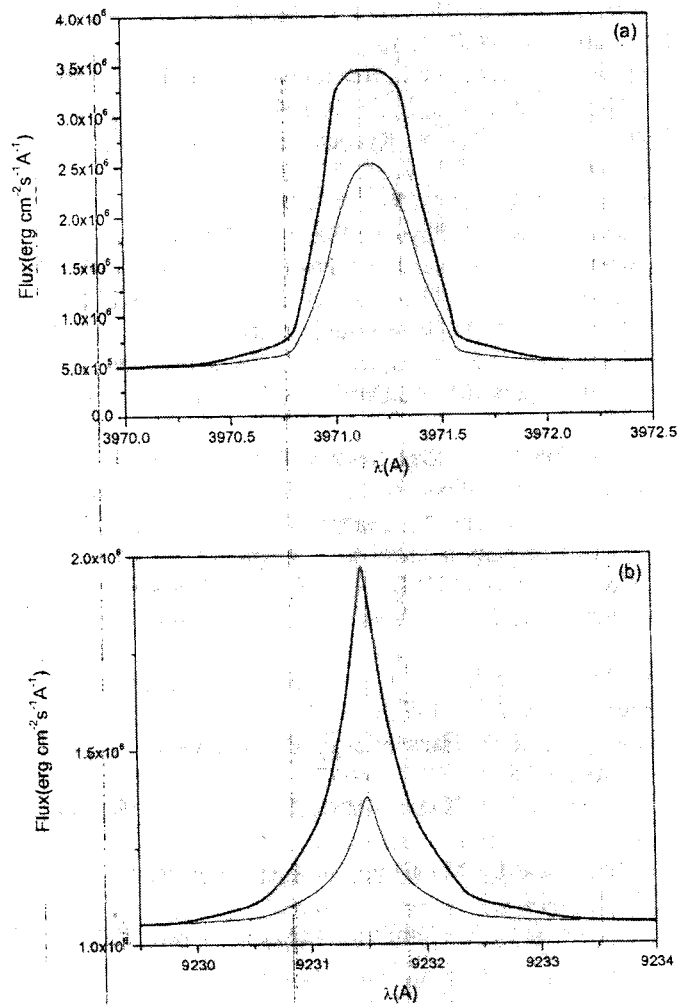 (a)
4.0x10⁶
3.5x10⁶
3.0x10⁶
2.5x10⁶
2.0x10⁶
1.5x10⁶
1.0x10⁶
5.0x10⁵
0.0
Flux(erg cm⁻²s⁻¹A⁻¹)
3970.0 3970.5 3971.0 3971.5 3972.0 3972.5
λ(A)
(b)
2.0x10⁶
1.5x10⁶
1.0x10⁶
Flux(erg cm⁻²s⁻¹A⁻¹)
9230 9231 9232 9233 9234
λ(A)